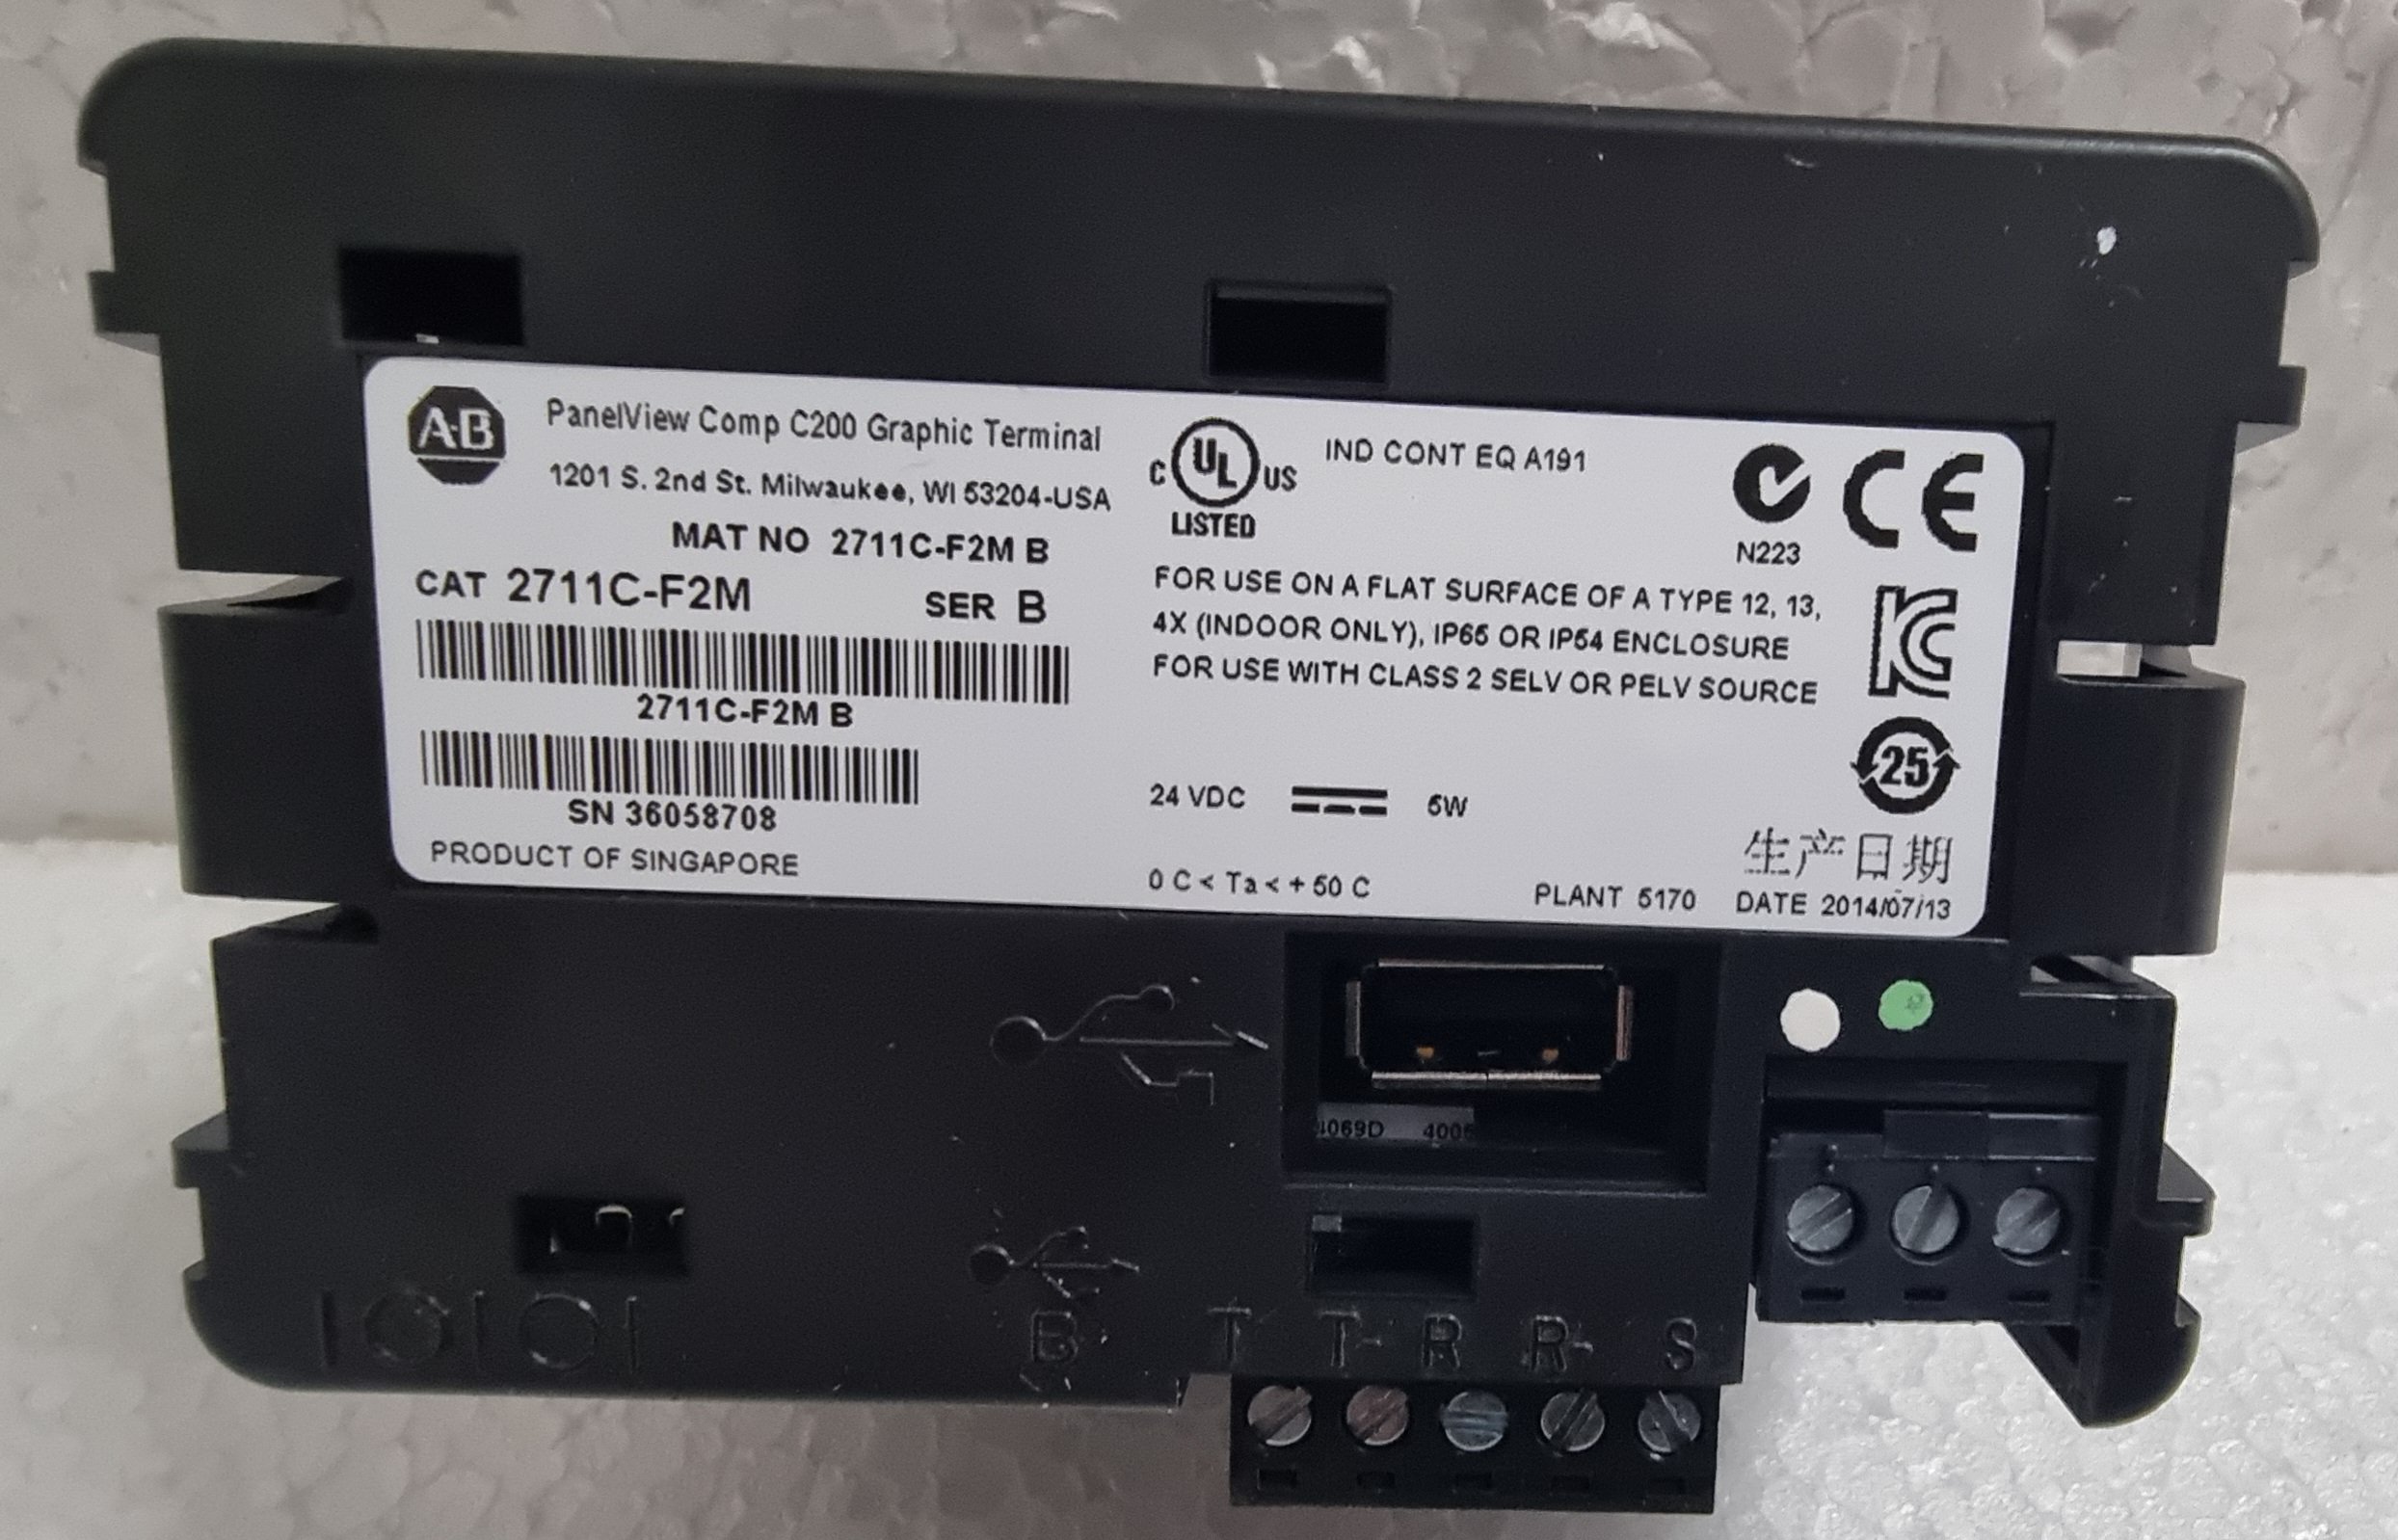 A-B
PanelView Comp C200 Graphic Terminal
1201 S. 2nd St. Milwaukee, WI 53204-USA
MAT NO 2711C-F2M B
CAT 2711C-F2M SER B
2711C-F2M B
SN 36058708
PRODUCT OF SINGAPORE
C UL US
LISTED
IND CONT EQ A191
N223
CE
FOR USE ON A FLAT SURFACE OF A TYPE 12, 13,
4X (INDOOR ONLY), IP65 OR IP54 ENCLOSURE
FOR USE WITH CLASS 2 SELV OR PELV SOURCE
KC
25
24 VDC 5W
0 C < Ta < + 50 C
PLANT 5170
生产日期
DATE 2014/07/13
B
T T- R R- S